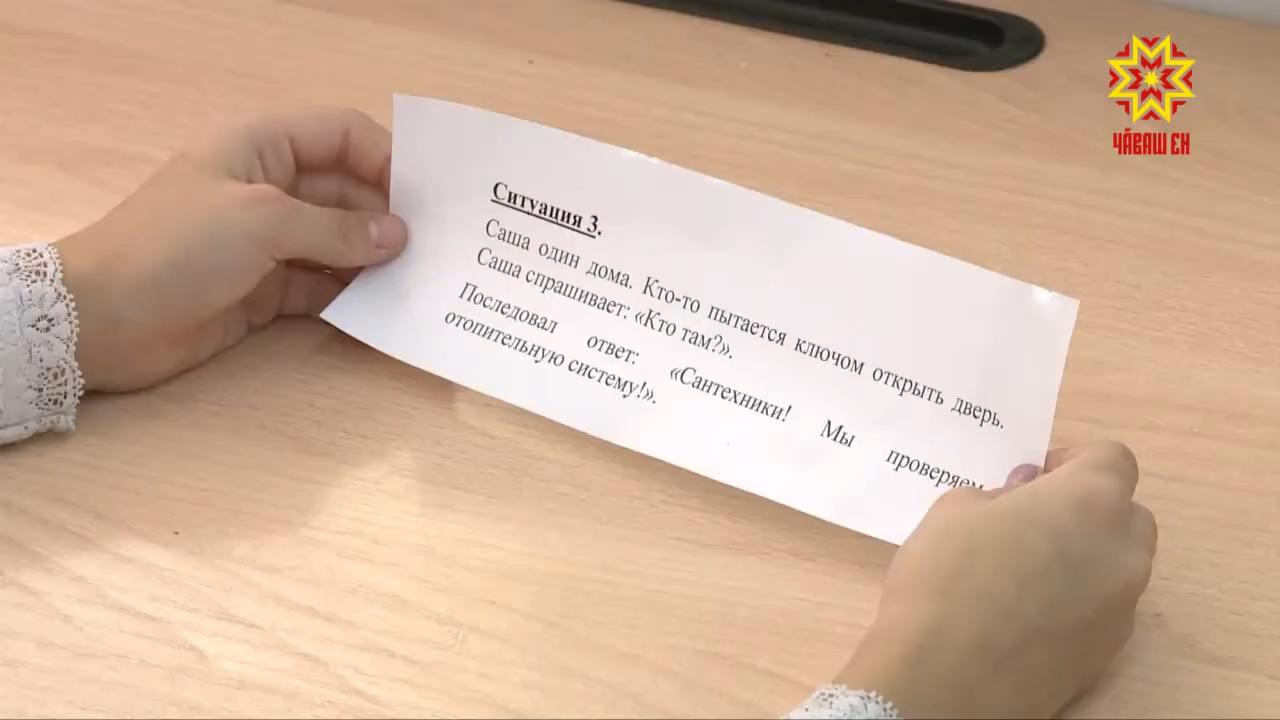 ЧӐВАШ ЕН
Ситуация 3.
Саша один дома. Кто-то пытается ключом открыть дверь.
Саша спрашивает: «Кто там?».
Последовал ответ: «Сантехники! Мы проверяем
отопительную систему!».